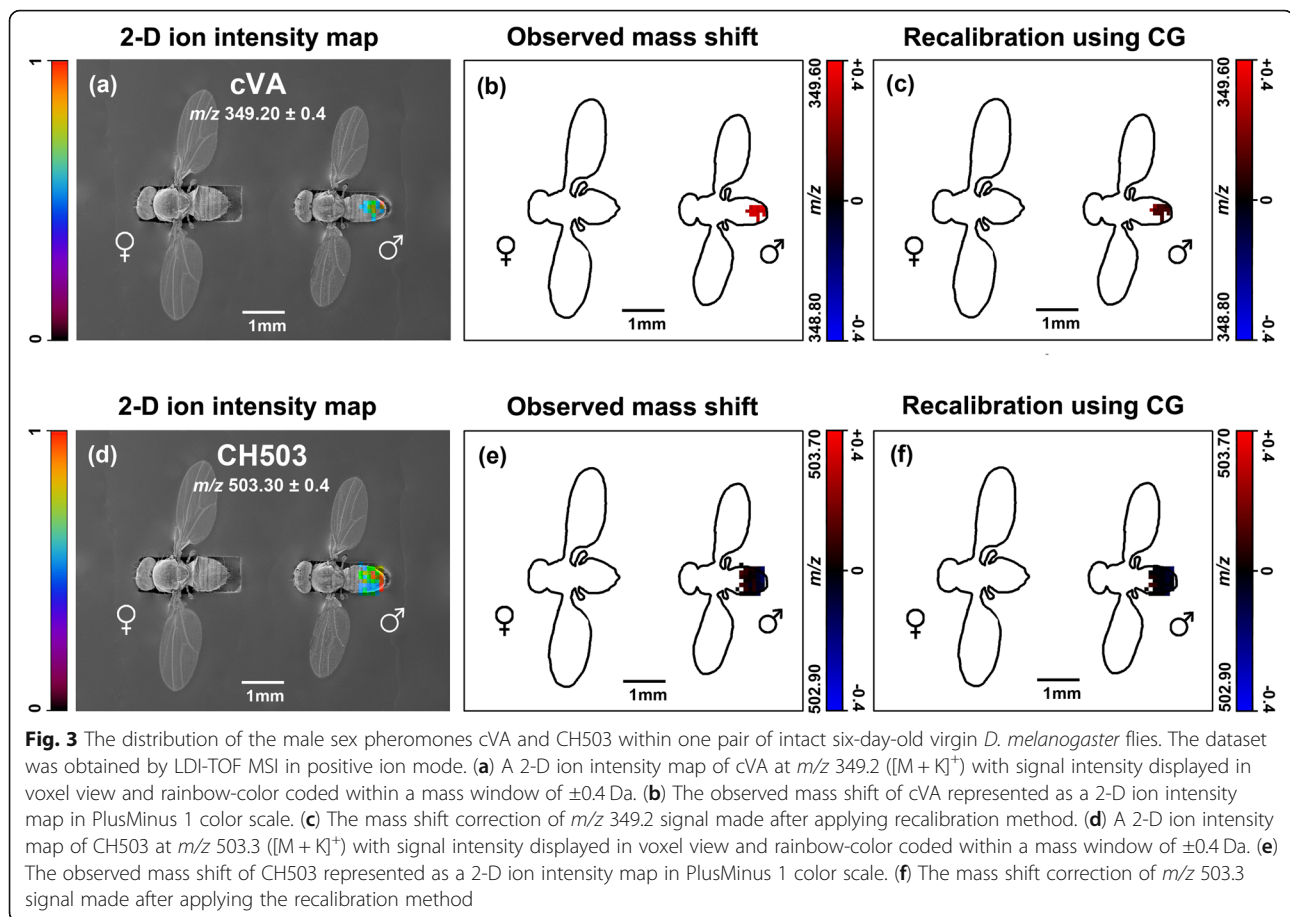 2-D ion intensity map
Observed mass shift
Recalibration using CG
1
(a)
cVA
m/z 349.20 ± 0.4
♀
♂
1mm
0
(b)
♀
♂
1mm
349.60
m/z
348.80
+0.4
0
-0.4
(c)
♀
♂
1mm
349.60
m/z
348.80
+0.4
0
-0.4
2-D ion intensity map
Observed mass shift
Recalibration using CG
1
(d)
CH503
m/z 503.30 ± 0.4
♀
♂
1mm
0
(e)
♀
♂
1mm
503.70
m/z
502.90
+0.4
0
-0.4
(f)
♀
♂
1mm
503.70
m/z
502.90
+0.4
0
-0.4
Fig. 3 The distribution of the male sex pheromones cVA and CH503 within one pair of intact six-day-old virgin D. melanogaster flies. The dataset
was obtained by LDI-TOF MSI in positive ion mode. (a) A 2-D ion intensity map of cVA at m/z 349.2 ([M + K]⁺) with signal intensity displayed in
voxel view and rainbow-color coded within a mass window of ±0.4 Da. (b) The observed mass shift of cVA represented as a 2-D ion intensity
map in PlusMinus 1 color scale. (c) The mass shift correction of m/z 349.2 signal made after applying recalibration method. (d) A 2-D ion intensity
map of CH503 at m/z 503.3 ([M + K]⁺) with signal intensity displayed in voxel view and rainbow-color coded within a mass window of ±0.4 Da. (e)
The observed mass shift of CH503 represented as a 2-D ion intensity map in PlusMinus 1 color scale. (f) The mass shift correction of m/z 503.3
signal made after applying the recalibration method